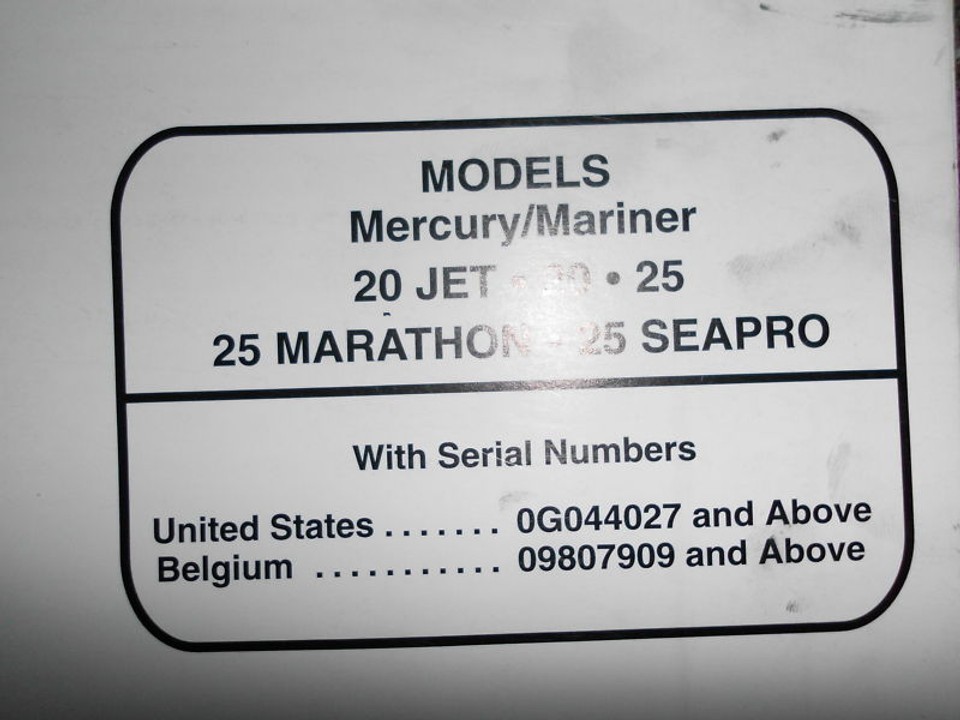 MODELS
Mercury/Mariner
20 JET • 20 • 25
25 MARATHON • 25 SEAPRO
With Serial Numbers
United States ....... 0G044027 and Above
Belgium ........... 09807909 and Above